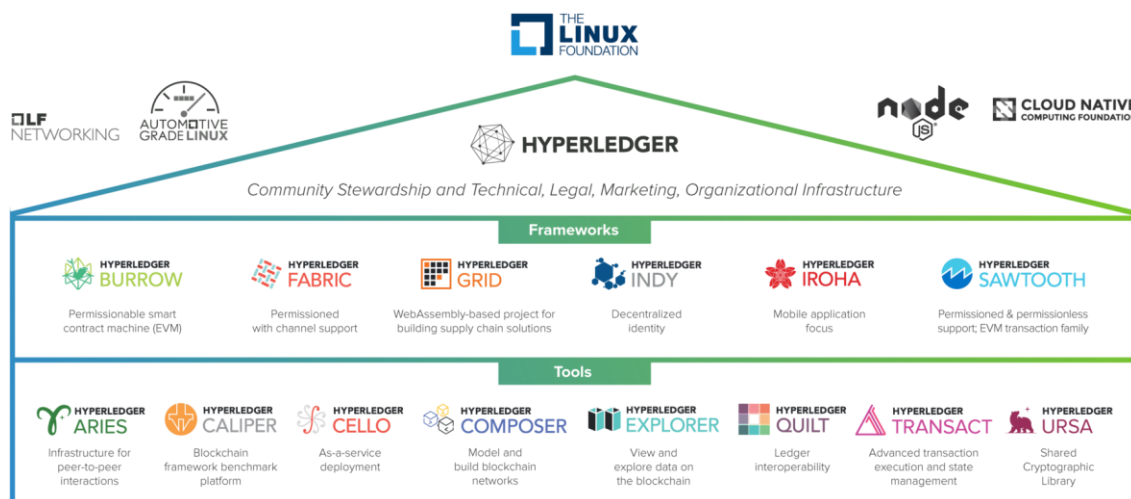 THE
LINUX
FOUNDATION
LF
NETWORKING
AUTOMOTIVE
GRADELINUX
node
JS
CLOUD NATIVE
COMPUTING FOUNDATION
HYPERLEDGER
Community Stewardship and Technical, Legal, Marketing, Organizational Infrastructure
Frameworks
HYPERLEDGER
BURROW
Permissionable smart
contract machine (EVM)
HYPERLEDGER
FABRIC
Permissioned
with channel support
HYPERLEDGER
GRID
WebAssembly-based project for
building supply chain solutions
HYPERLEDGER
INDY
Decentralized
identity
HYPERLEDGER
IROHA
Mobile application
focus
HYPERLEDGER
SAWTOOTH
Permissioned & permissionless
support; EVM transaction family
Tools
HYPERLEDGER
ARIES
Infrastructure for
peer-to-peer
interactions
HYPERLEDGER
CALIPER
Blockchain
framework benchmark
platform
HYPERLEDGER
CELLO
As-a-service
deployment
HYPERLEDGER
COMPOSER
Model and
build blockchain
networks
HYPERLEDGER
EXPLORER
View and
explore data on
the blockchain
HYPERLEDGER
QUILT
Ledger
interoperability
HYPERLEDGER
TRANSACT
Advanced transaction
execution and state
management
HYPERLEDGER
URSA
Shared
Cryptographic
Library